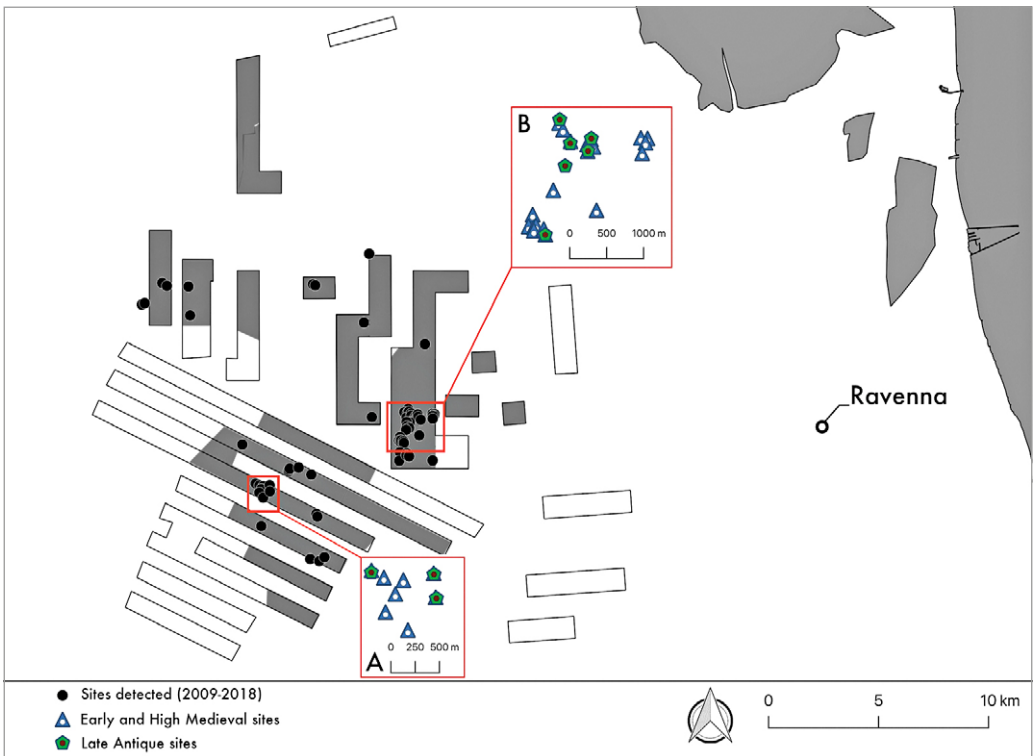 B
0 500 1000 m
Ravenna
A
0 250 500 m
Sites detected (2009-2018)
Early and High Medieval sites
Late Antique sites
0 5 10 km